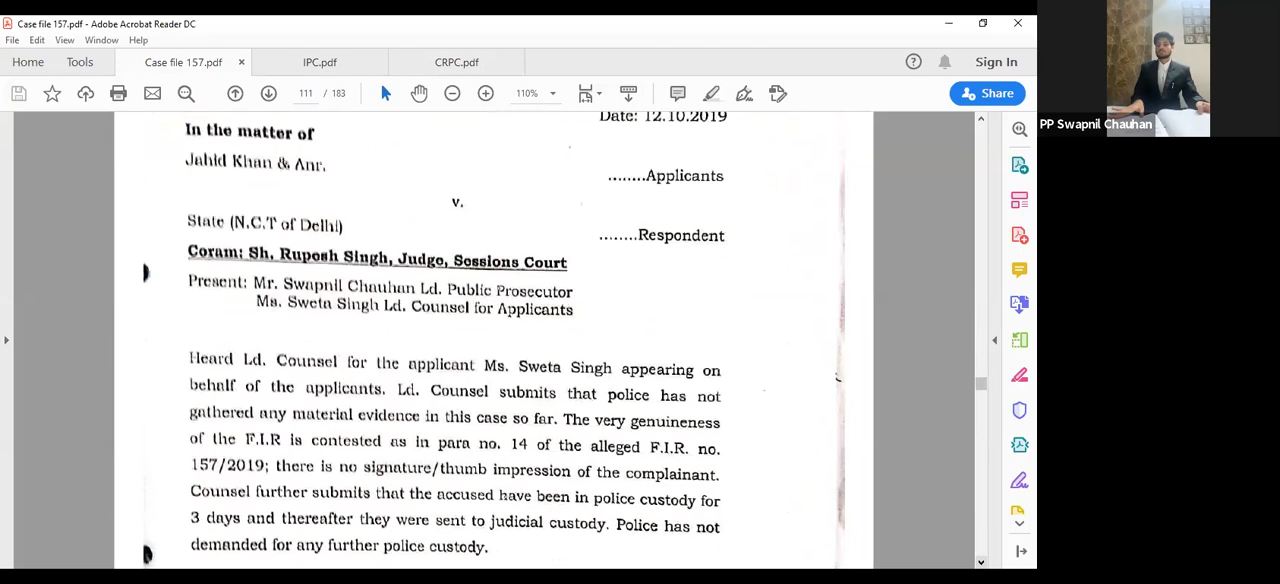 Case file 157.pdf - Adobe Acrobat Reader DC
File Edit View Window Help
Home Tools Case file 157.pdf × IPC.pdf CRPC.pdf Sign In
111 / 183 110% Share
PP Swapnil Chauhan
Date: 12.10.2019
In the matter of
Jahid Khan & Anr.
........Applicants
v.
State (N.C.T of Delhi)
........Respondent
Coram: Sh. Rupesh Singh, Judge, Sessions Court
Present: Mr. Swapnil Chauhan Ld. Public Prosecutor
Ms. Sweta Singh Ld. Counsel for Applicants
Heard Ld. Counsel for the applicant Ms. Sweta Singh appearing on
behalf of the applicants. Ld. Counsel submits that police has not
gathered any material evidence in this case so far. The very genuineness
of the F.I.R is contested as in para no. 14 of the alleged F.I.R. no.
157/2019; there is no signature/thumb impression of the complainant.
Counsel further submits that the accused have been in police custody for
3 days and thereafter they were sent to judicial custody. Police has not
demanded for any further police custody.